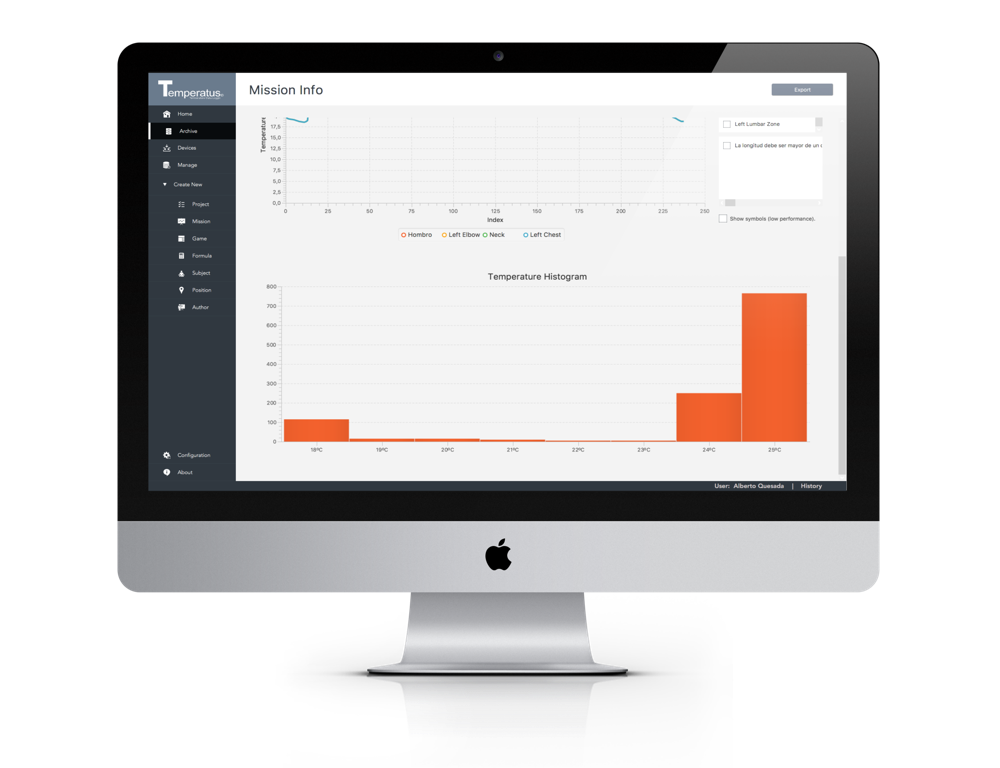 Temperatus
Mission Info
Export
Home
Archive
Devices
Manage
Create New
Project
Mission
Game
Formula
Subject
Position
Author
Configuration
About
Temperaturi
17,5
15,0
12,5
10,0
7,5
5,0
2,5
0,0
0 25 50 75 100 125 150 175 200 225 250
Index
Hombro Left Elbow Neck Left Chest
Left Lumbar Zone
La longitud debe ser mayor de un c
Show symbols (low performance).
Temperature Histogram
800
700
600
500
400
300
200
100
0
18ºC 19ºC 20ºC 21ºC 22ºC 23ºC 24ºC 25ºC
User: Alberto Quesada | History